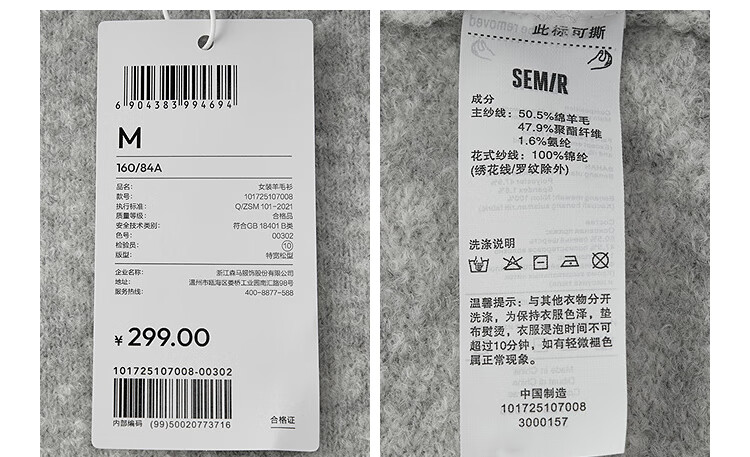 6 904383 994694
M
160/84A
品名: 女装羊毛衫
款号: 101725107008
执行标准: Q/ZSM 101-2021
质量等级: 合格品
安全技术类别: 符合GB 18401 B类
色号: 00302
检验员: 10
版型: 特宽松型
企业名称: 浙江森马服饰股份有限公司
地址: 温州市瓯海区娄桥工业园南汇路98号
服务热线: 400-8877-588
¥ 299.00
101725107008-00302
内部编码 (99)50020773716
合格证
此标可撕
SEM/R
成分
主纱线: 50.5%绵羊毛
47.9%聚酯纤维
1.6%氨纶
花式纱线: 100%锦纶
(绣花线/罗纹除外)
洗涤说明
温馨提示: 与其他衣物分开
洗涤, 为保持衣服色泽, 垫
布熨烫, 衣服浸泡时间不可
超过10分钟, 如有轻微褪色
属正常现象。
中国制造
101725107008
3000157